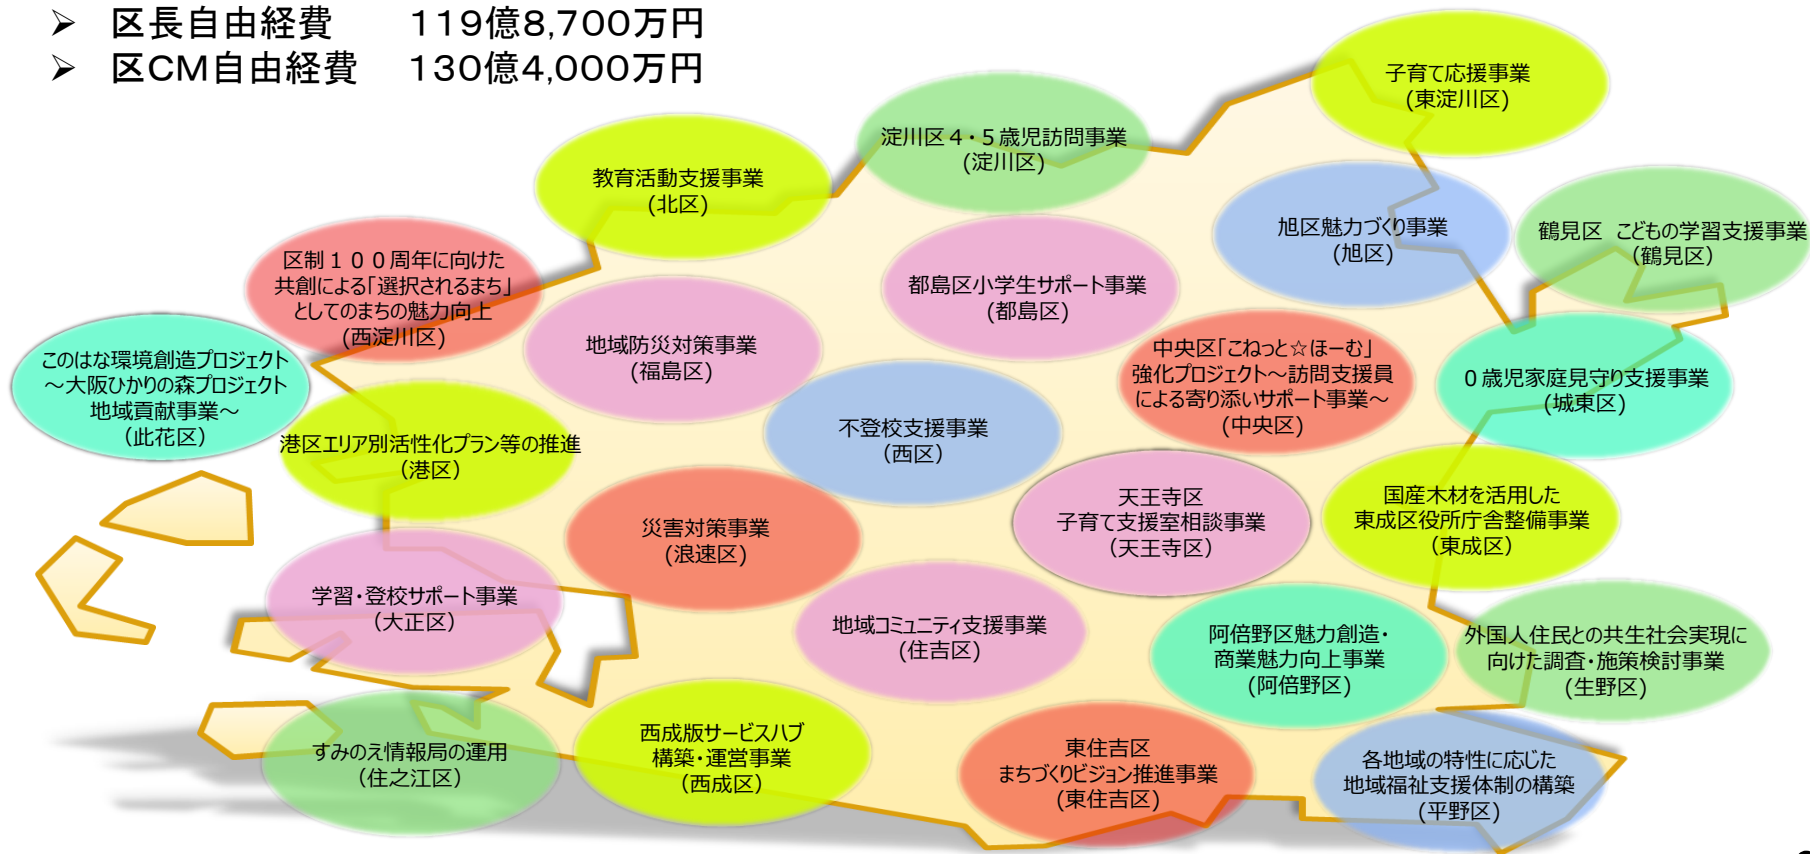 ➢ 区長自由経費 119億8,700万円
➢ 区CM自由経費 130億4,000万円
子育て応援事業
(東淀川区)
淀川区４・５歳児訪問事業
(淀川区)
教育活動支援事業
(北区)
旭区魅力づくり事業
(旭区)
鶴見区 こどもの学習支援事業
(鶴見区)
区制１００周年に向けた
共創による「選択されるまち」
としてのまちの魅力向上
(西淀川区)
都島区小学生サポート事業
(都島区)
地域防災対策事業
(福島区)
このはな環境創造プロジェクト
～大阪ひかりの森プロジェクト
地域貢献事業～
(此花区)
中央区「こねっと☆ほーむ」
強化プロジェクト～訪問支援員
による寄り添いサポート事業～
(中央区)
０歳児家庭見守り支援事業
(城東区)
港区エリア別活性化プラン等の推進
(港区)
不登校支援事業
(西区)
天王寺区
子育て支援室相談事業
(天王寺区)
国産木材を活用した
東成区役所庁舎整備事業
(東成区)
災害対策事業
(浪速区)
学習・登校サポート事業
(大正区)
地域コミュニティ支援事業
(住吉区)
阿倍野区魅力創造・
商業魅力向上事業
(阿倍野区)
外国人住民との共生社会実現に
向けた調査・施策検討事業
(生野区)
すみのえ情報局の運用
(住之江区)
西成版サービスハブ
構築・運営事業
(西成区)
東住吉区
まちづくりビジョン推進事業
(東住吉区)
各地域の特性に応じた
地域福祉支援体制の構築
(平野区)